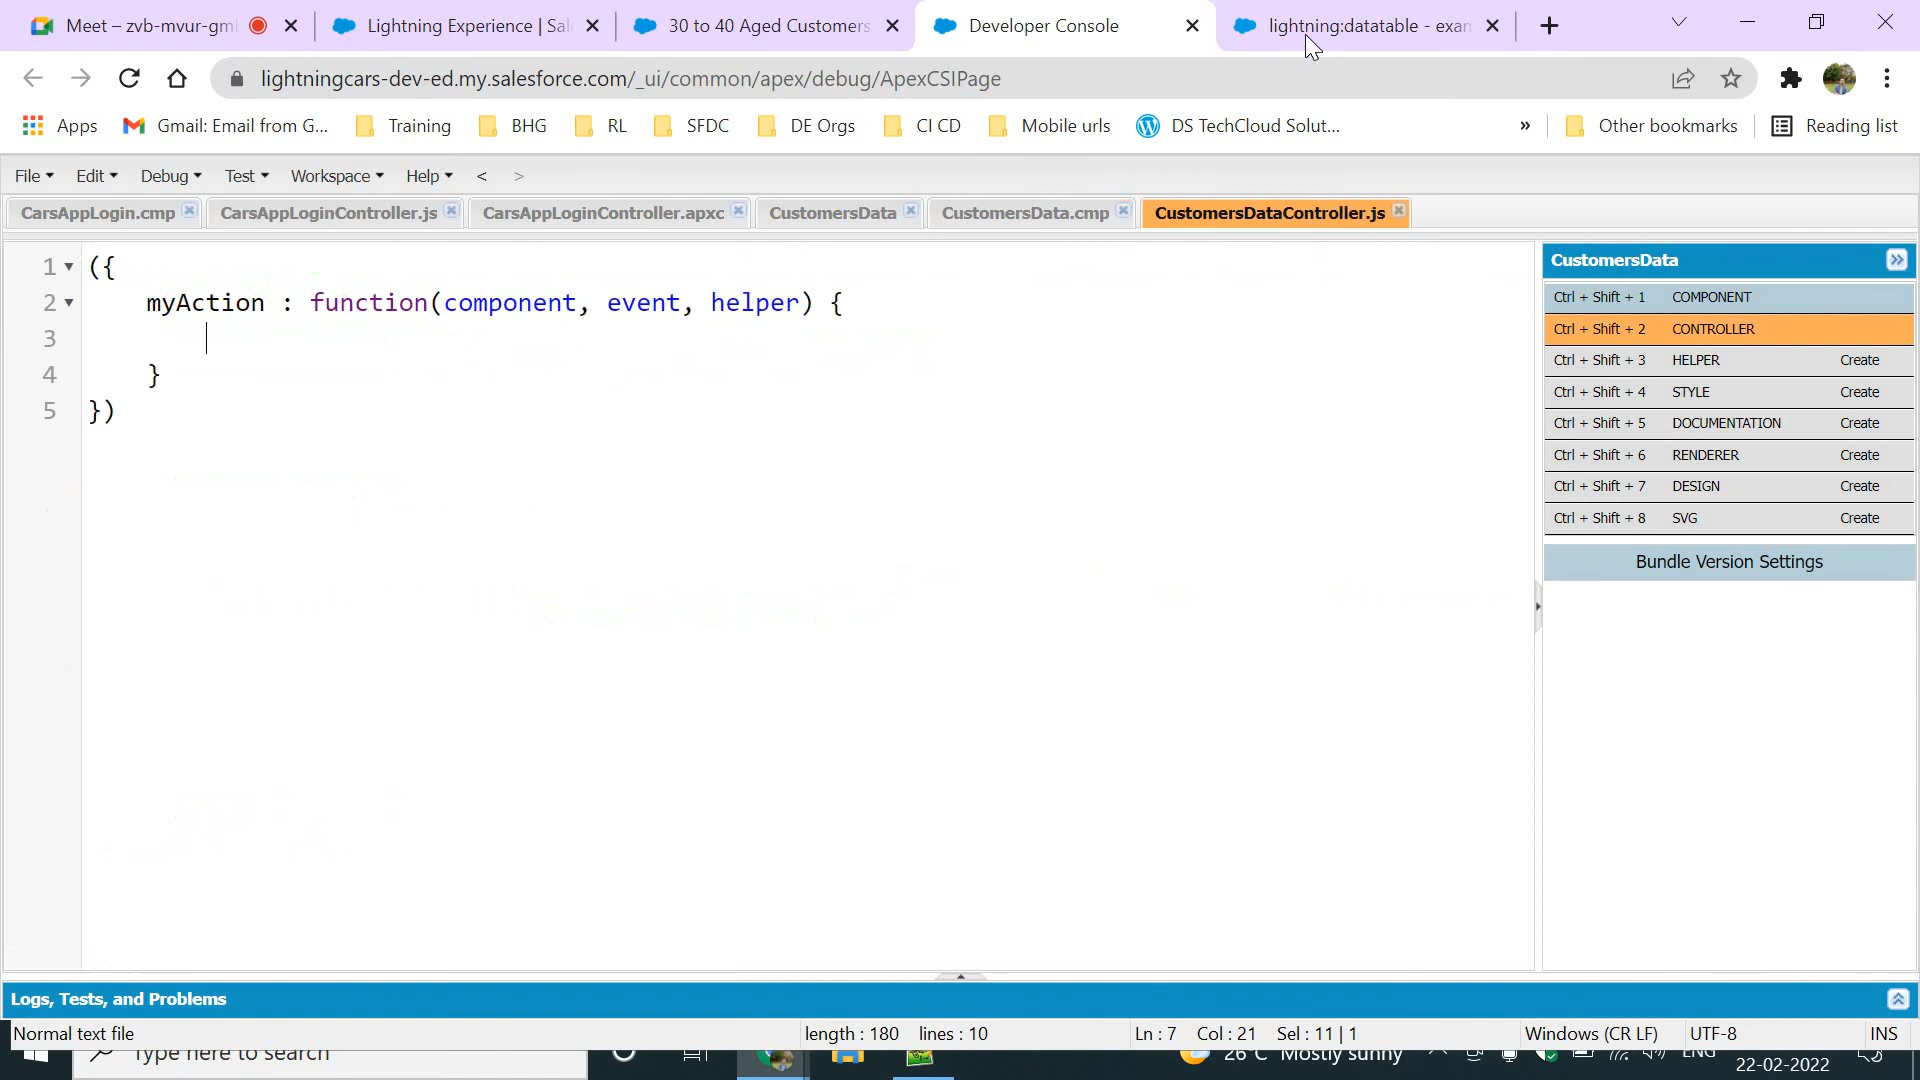 Meet – zvb-mvur-gml
Lightning Experience | Sal
30 to 40 Aged Customers
Developer Console
lightning:datatable - exam
lightningcars-dev-ed.my.salesforce.com/_ui/common/apex/debug/ApexCSIPage
Apps
Gmail: Email from G...
Training
BHG
RL
SFDC
DE Orgs
CI CD
Mobile urls
DS TechCloud Solut...
»
Other bookmarks
Reading list
File
Edit
Debug
Test
Workspace
Help
<
>
CarsAppLogin.cmp
CarsAppLoginController.js
CarsAppLoginController.apxc
CustomersData
CustomersData.cmp
CustomersDataController.js
1 ({
2 myAction : function(component, event, helper) {
3
4 }
5 })
CustomersData
Ctrl + Shift + 1 COMPONENT
Ctrl + Shift + 2 CONTROLLER
Ctrl + Shift + 3 HELPER Create
Ctrl + Shift + 4 STYLE Create
Ctrl + Shift + 5 DOCUMENTATION Create
Ctrl + Shift + 6 RENDERER Create
Ctrl + Shift + 7 DESIGN Create
Ctrl + Shift + 8 SVG Create
Bundle Version Settings
Logs, Tests, and Problems
Normal text file
length : 180 lines : 10
Ln : 7 Col : 21 Sel : 11 | 1
Windows (CR LF)
UTF-8
INS
Type here to search
26°C Mostly sunny
ENG
22-02-2022